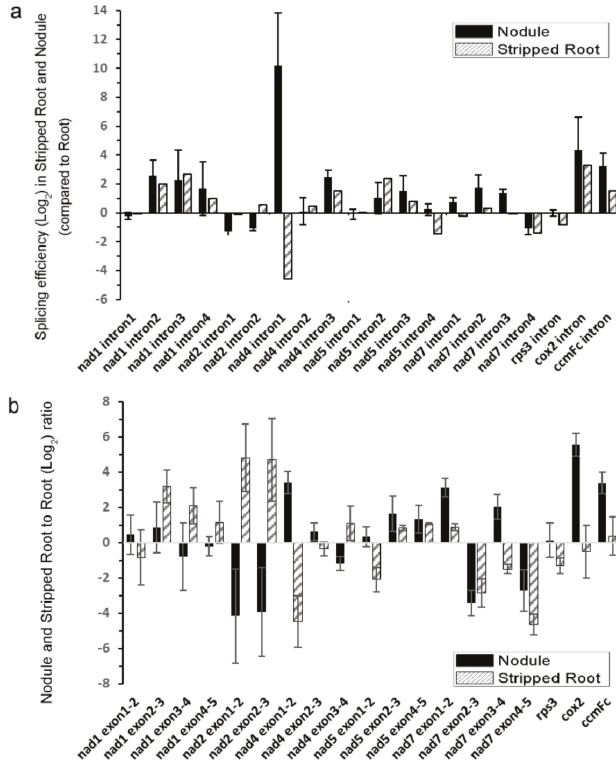 a
Splicing efficiency (Log2) in Stripped Root and Nodule
(compared to Root)
14
12
10
8
6
4
2
0
-2
-4
-6
Nodule
Stripped Root
nad1 intron1
nad1 intron2
nad1 intron3
nad1 intron4
nad2 intron1
nad2 intron2
nad4 intron1
nad4 intron2
nad4 intron3
nad5 intron1
nad5 intron2
nad5 intron3
nad5 intron4
nad7 intron1
nad7 intron2
nad7 intron3
nad7 intron4
rps3 intron
cox2 intron
ccmFc intron
b
Nodule and Stripped Root to Root (Log2) ratio
8
6
4
2
0
-2
-4
-6
-8
Nodule
Stripped Root
nad1 exon1-2
nad1 exon2-3
nad1 exon3-4
nad1 exon4-5
nad2 exon1-2
nad2 exon2-3
nad4 exon1-2
nad4 exon2-3
nad4 exon3-4
nad5 exon1-2
nad5 exon2-3
nad5 exon4-5
nad7 exon1-2
nad7 exon2-3
nad7 exon3-4
nad7 exon4-5
rps3
cox2
ccmFc